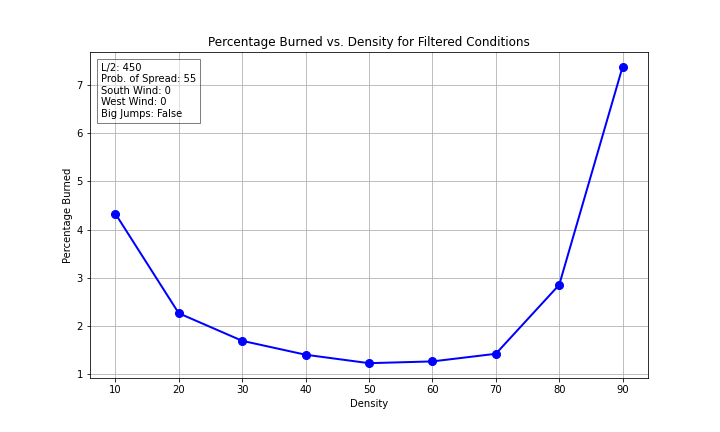 Percentage Burned vs. Density for Filtered Conditions
L/2: 450
Prob. of Spread: 55
South Wind: 0
West Wind: 0
Big Jumps: False
Percentage Burned
7
6
5
4
3
2
1
10 20 30 40 50 60 70 80 90
Density